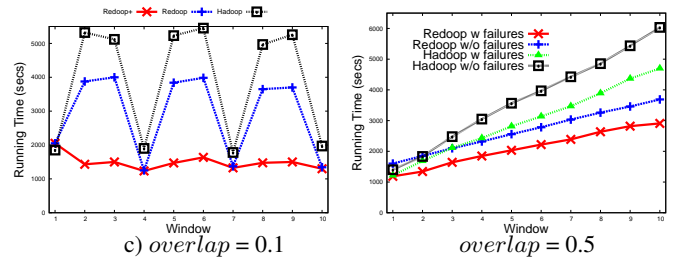 Redoop+ Redoop Hadoop
Running Time (secs)
5000
4000
3000
2000
1000
0
1 2 3 4 5 6 7 8 9 10
Window
c) overlap = 0.1
Redoop w failures
Redoop w/o failures
Hadoop w failures
Hadoop w/o failures
Running Time (secs)
6000
5000
4000
3000
2000
1000
0
1 2 3 4 5 6 7 8 9 10
Window
overlap = 0.5